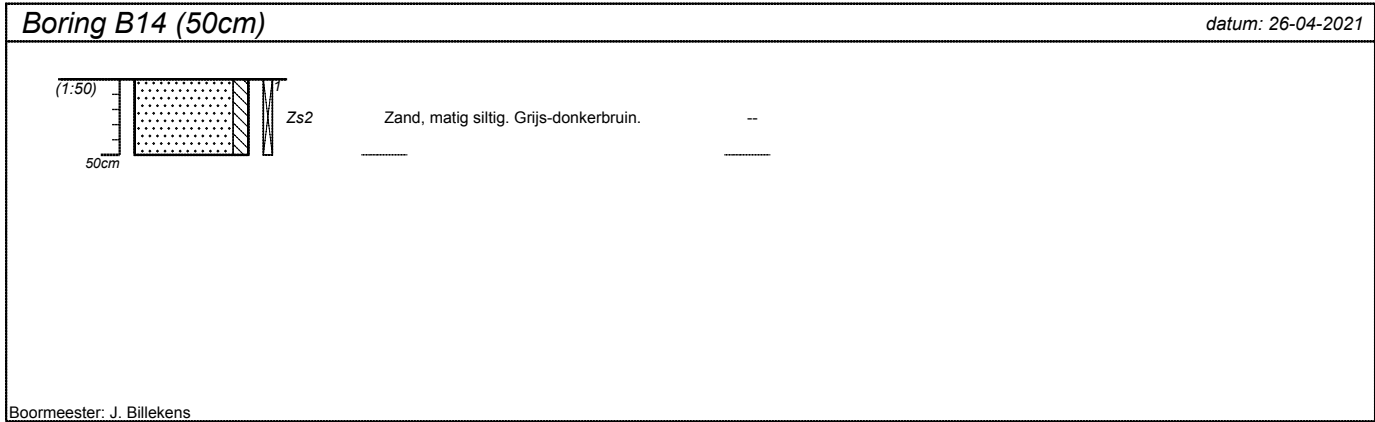 Boring B14 (50cm)
datum: 26-04-2021
(1:50)
1
Zs2
Zand, matig siltig. Grijs-donkerbruin.
--
50cm
Boormeester: J. Billekens